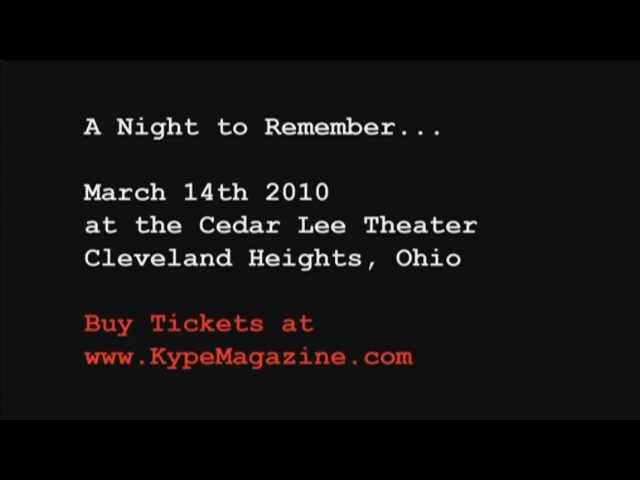 A Night to Remember...
March 14th 2010
at the Cedar Lee Theater
Cleveland Heights, Ohio
Buy Tickets at
www.KypeMagazine.com